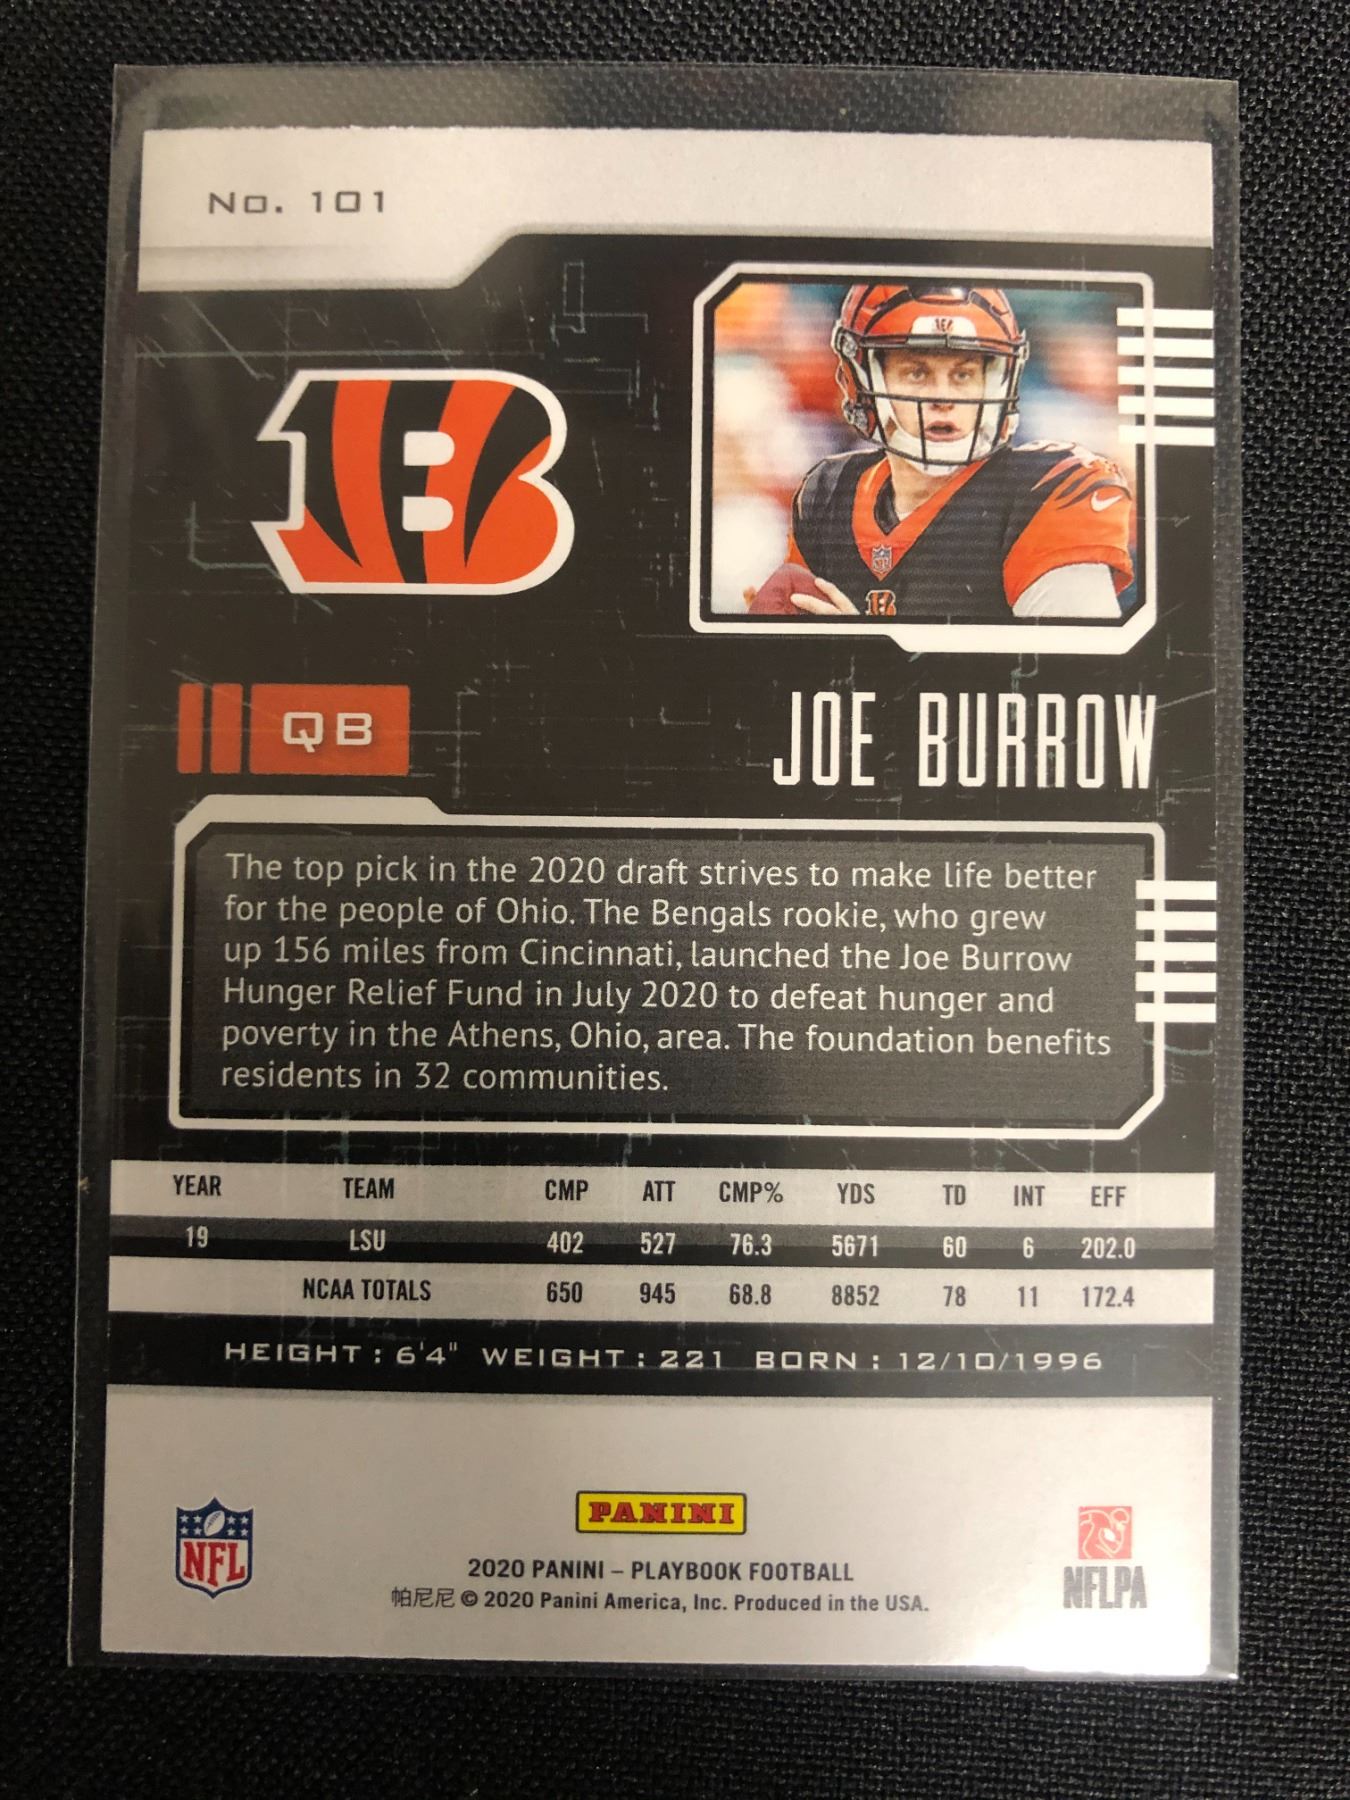 No. 101
QB
JOE BURROW
The top pick in the 2020 draft strives to make life better
for the people of Ohio. The Bengals rookie, who grew
up 156 miles from Cincinnati, launched the Joe Burrow
Hunger Relief Fund in July 2020 to defeat hunger and
poverty in the Athens, Ohio, area. The foundation benefits
residents in 32 communities.
YEAR TEAM CMP ATT CMP% YDS TD INT EFF
19 LSU 402 527 76.3 5671 60 6 202.0
NCAA TOTALS 650 945 68.8 8852 78 11 172.4
HEIGHT: 6'4" WEIGHT: 221 BORN: 12/10/1996
NFL
PANINI
NFLPA
2020 PANINI – PLAYBOOK FOOTBALL
帕尼尼 © 2020 Panini America, Inc. Produced in the USA.